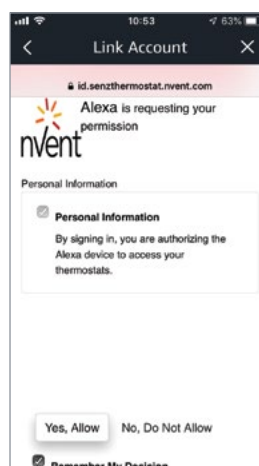 10:53
63%
Link Account
id.senzthermostat.nvent.com
nVent
Alexa is requesting your
permission
Personal Information
Personal Information
By signing in, you are authorizing the
Alexa device to access your
thermostats.
Yes, Allow No, Do Not Allow
Remember My Decision